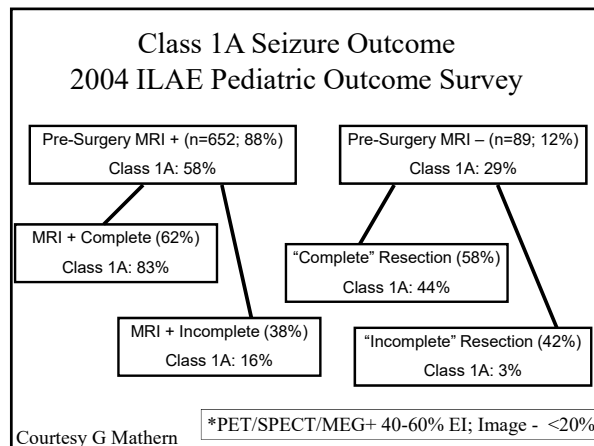 Class 1A Seizure Outcome
2004 ILAE Pediatric Outcome Survey
Pre-Surgery MRI + (n=652; 88%)
Class 1A: 58%
Pre-Surgery MRI – (n=89; 12%)
Class 1A: 29%
MRI + Complete (62%)
Class 1A: 83%
"Complete" Resection (58%)
Class 1A: 44%
MRI + Incomplete (38%)
Class 1A: 16%
"Incomplete" Resection (42%)
Class 1A: 3%
*PET/SPECT/MEG+ 40-60% EI; Image - <20%
Courtesy G Mathern